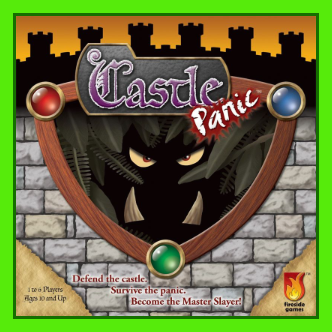 Castle
Panic
Defend the castle.
Survive the panic.
Become the Master Slayer!
1 to 6 Players
Ages 10 and Up
fireside
games
™